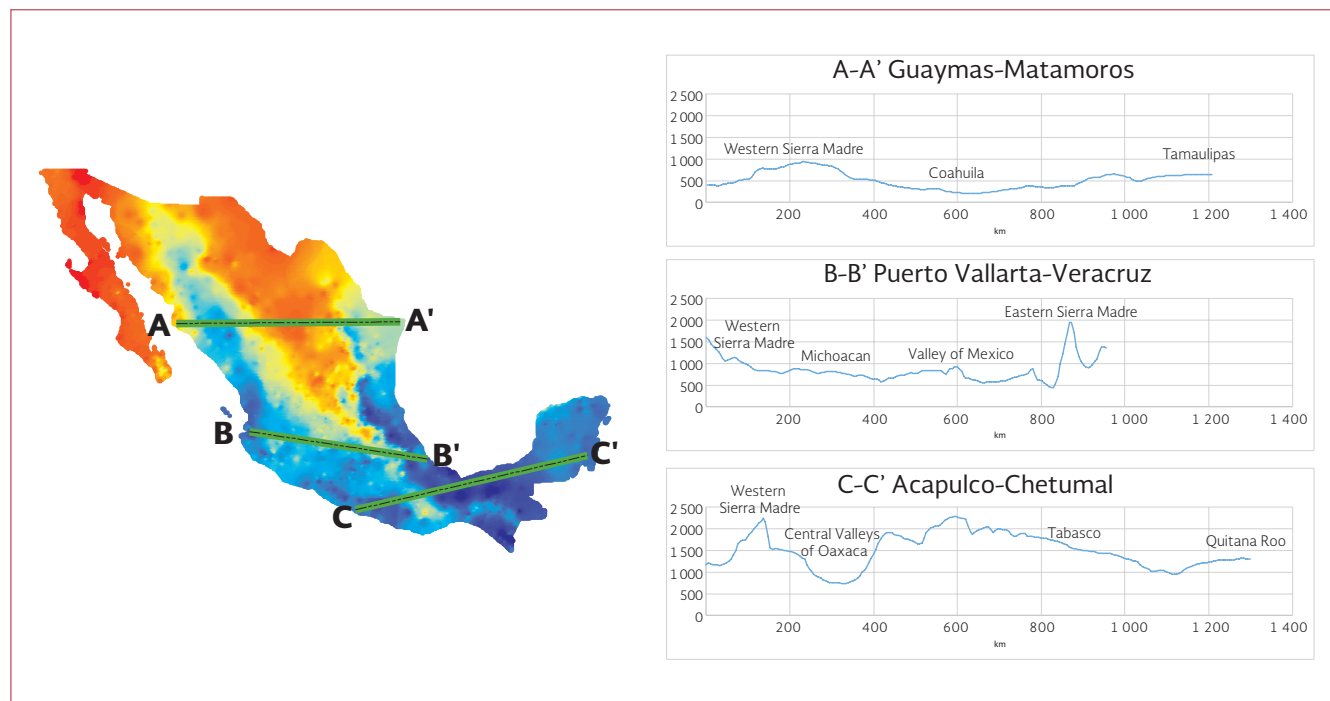 A
A'
B
B'
C
C'
A-A' Guaymas-Matamoros
2 500
2 000
1 500
1 000
500
0
Western Sierra Madre
Coahuila
Tamaulipas
200
400
600
800
1 000
1 200
1 400
km
B-B’ Puerto Vallarta-Veracruz
2 500
2 000
1 500
1 000
500
0
Western
Sierra Madre
Michoacan
Valley of Mexico
Eastern Sierra Madre
200
400
600
800
1 000
1 200
1 400
km
C-C’ Acapulco-Chetumal
2 500
2 000
1 500
1 000
500
0
Western
Sierra Madre
Central Valleys
of Oaxaca
Tabasco
Quitana Roo
200
400
600
800
1 000
1 200
1 400
km